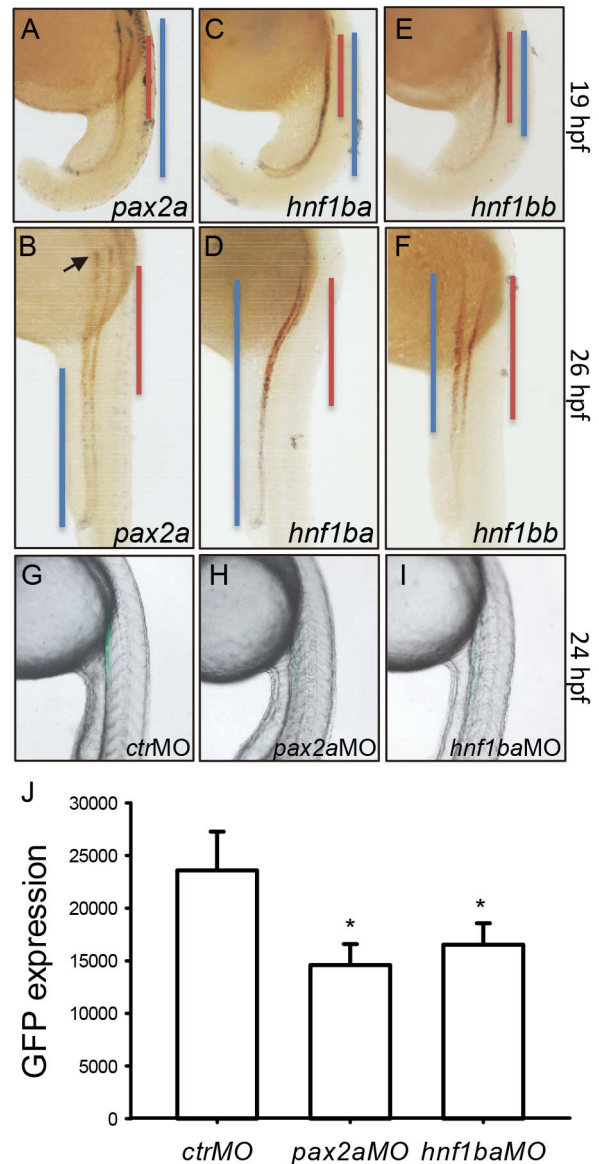 A
C
E
pax2a
hnf1ba
hnf1bb
19 hpf
B
D
F
pax2a
hnf1ba
hnf1bb
26 hpf
G
H
I
ctrMO
pax2aMO
hnf1baMO
24 hpf
J
30000
25000
20000
15000
10000
5000
0
GFP expression
*
*
ctrMO
pax2aMO
hnf1baMO